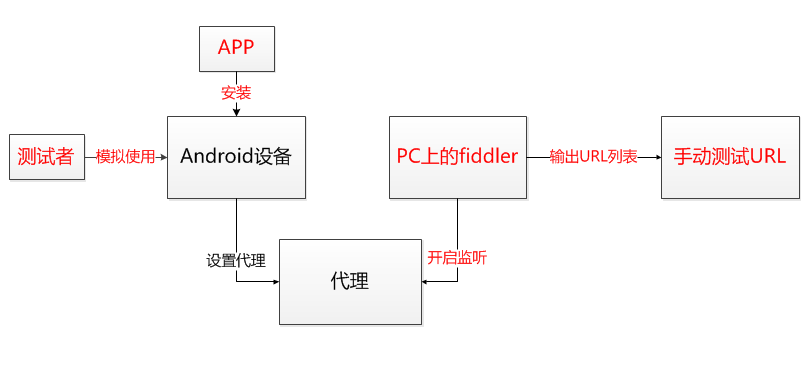 APP
安装
测试者
模拟使用
Android设备
PC上的fiddler
输出URL列表
手动测试URL
设置代理
代理
开启监听